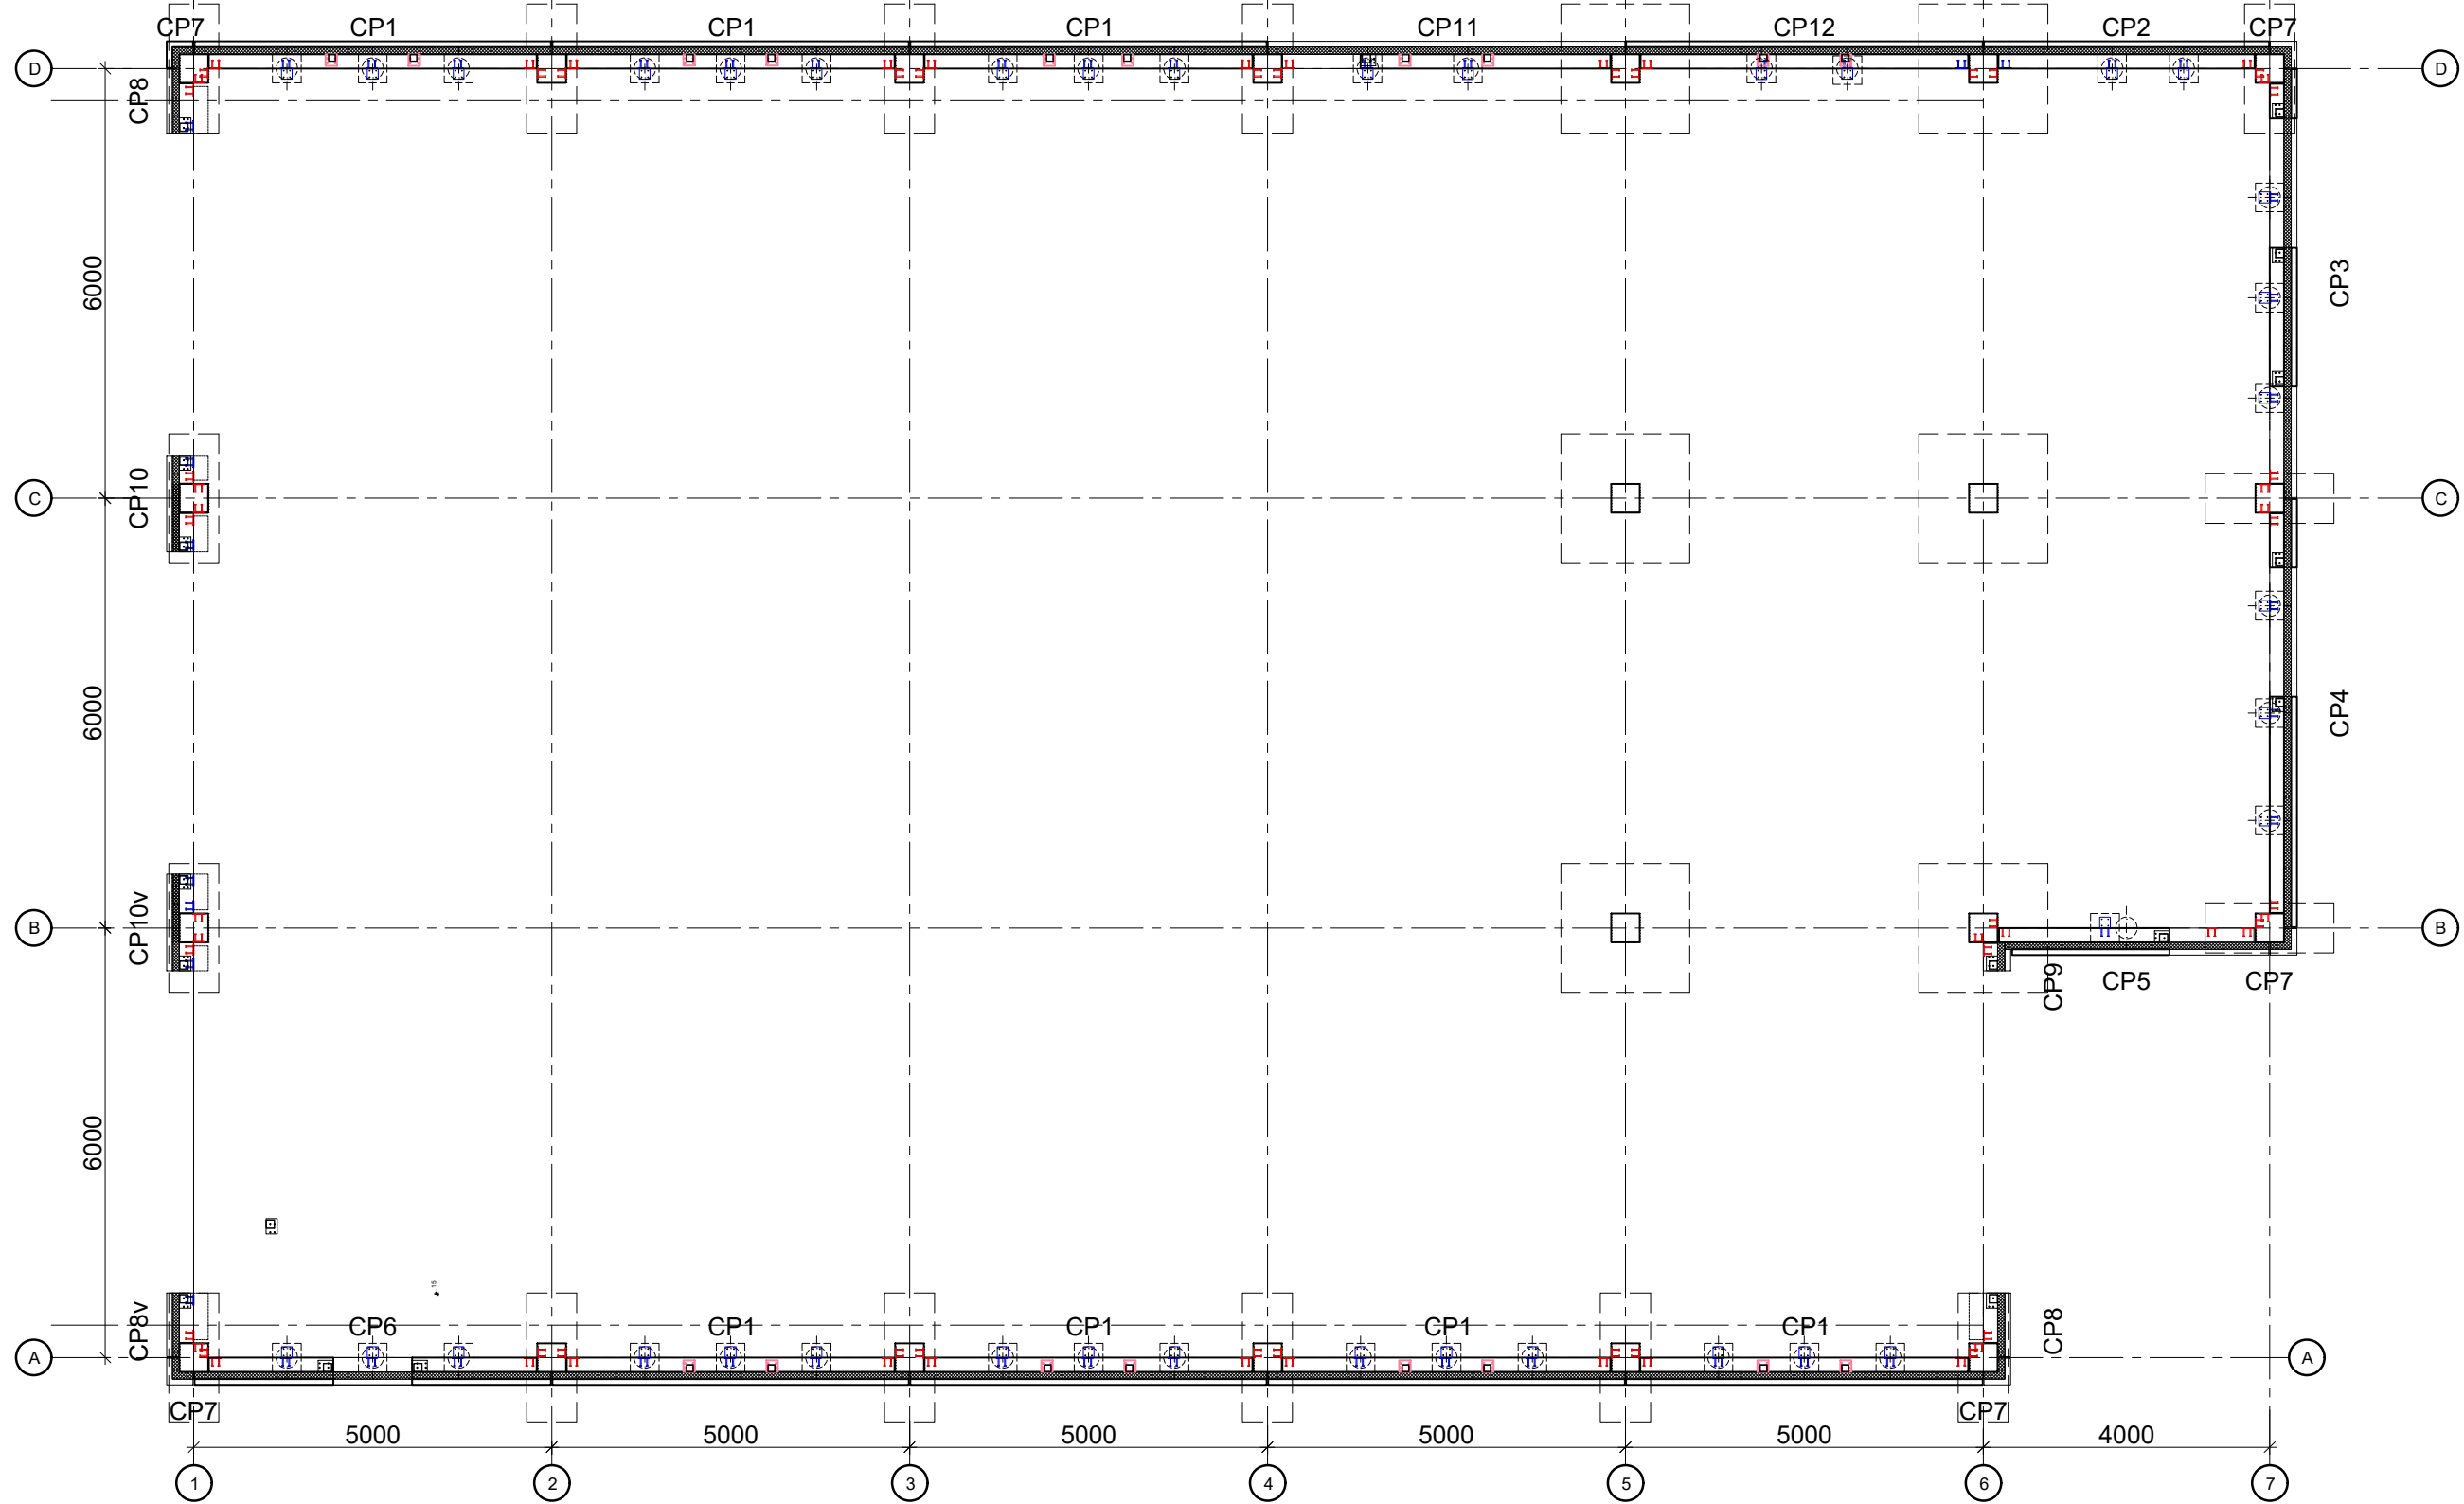 CP7 CP1 CP1 CP1 CP11 CP12 CP2 CP7
D D
CP8
6000
CP3
C CP10 C
6000
CP4
B CP10v B
CP9 CP5 CP7
6000
CP8v CP6 CP1 CP1 CP1 CP1 CP8
A A
CP7 CP7
5000 5000 5000 5000 5000 4000
1 2 3 4 5 6 7